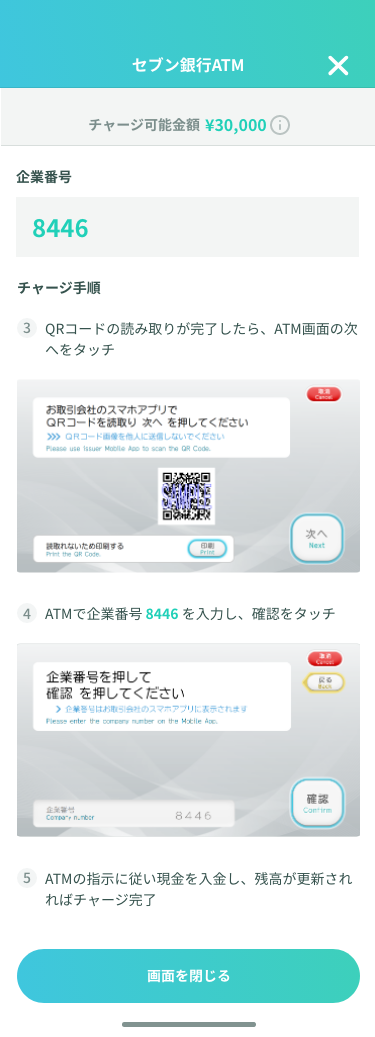 セブン銀行ATM
チャージ可能金額 ¥30,000
企業番号
8446
チャージ手順
3 QRコードの読み取りが完了したら、ATM画面の次
へをタッチ
取消
Cancel
お取引会社のスマホアプリで
QRコードを読取り 次へ を押してください
QRコード画像を他人に送信しないでください
Please use Issuer Mobile App to scan the QR Code.
SAMPLE
次へ
Next
読取れないため印刷する
Print the QR Code.
印刷
Print
4 ATMで企業番号 8446 を入力し、確認をタッチ
取消
Cancel
戻る
Back
企業番号を押して
確認 を押してください
企業番号はお取引会社のスマホアプリに表示されます
Please enter the company number on the Mobile App.
確認
Confirm
企業番号
Company number
8446
5 ATMの指示に従い現金を入金し、残高が更新され
ればチャージ完了
画面を閉じる